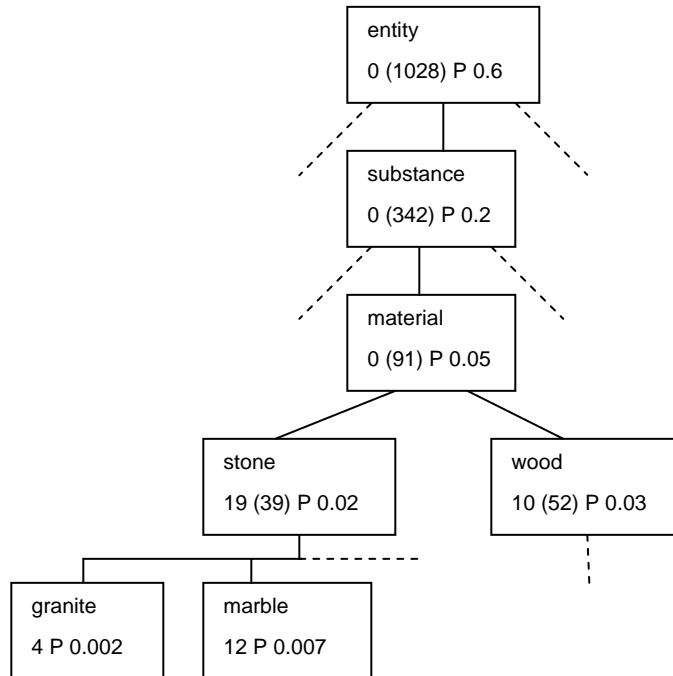 entity
0 (1028) P 0.6
substance
0 (342) P 0.2
material
0 (91) P 0.05
stone
19 (39) P 0.02
wood
10 (52) P 0.03
granite
4 P 0.002
marble
12 P 0.007